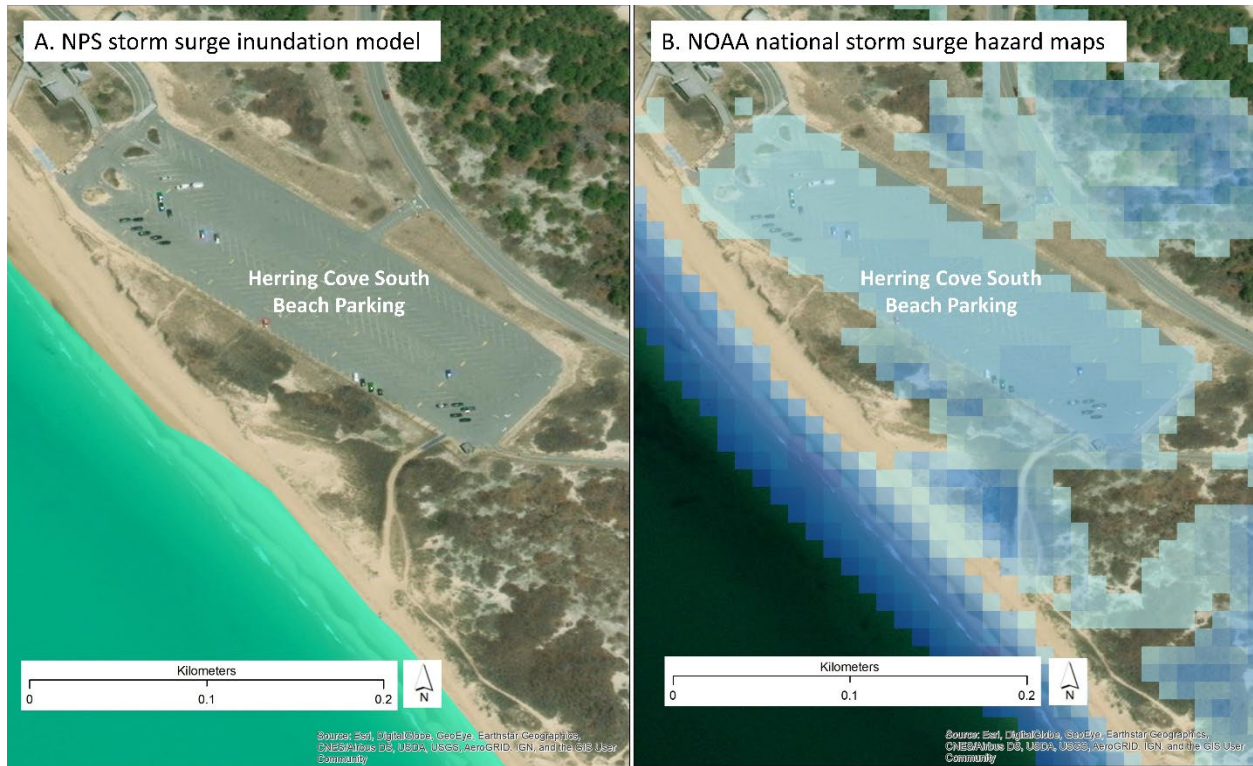 A. NPS storm surge inundation model
Herring Cove South
Beach Parking
Kilometers
0 0.1 0.2
N
Source: Esri, DigitalGlobe, GeoEye, Earthstar Geographics,
CNES/Airbus DS, USDA, USGS, AeroGRID, IGN, and the GIS User
Community
B. NOAA national storm surge hazard maps
Herring Cove South
Beach Parking
Kilometers
0 0.1 0.2
N
Source: Esri, DigitalGlobe, GeoEye, Earthstar Geographics,
CNES/Airbus DS, USDA, USGS, AeroGRID, IGN, and the GIS User
Community